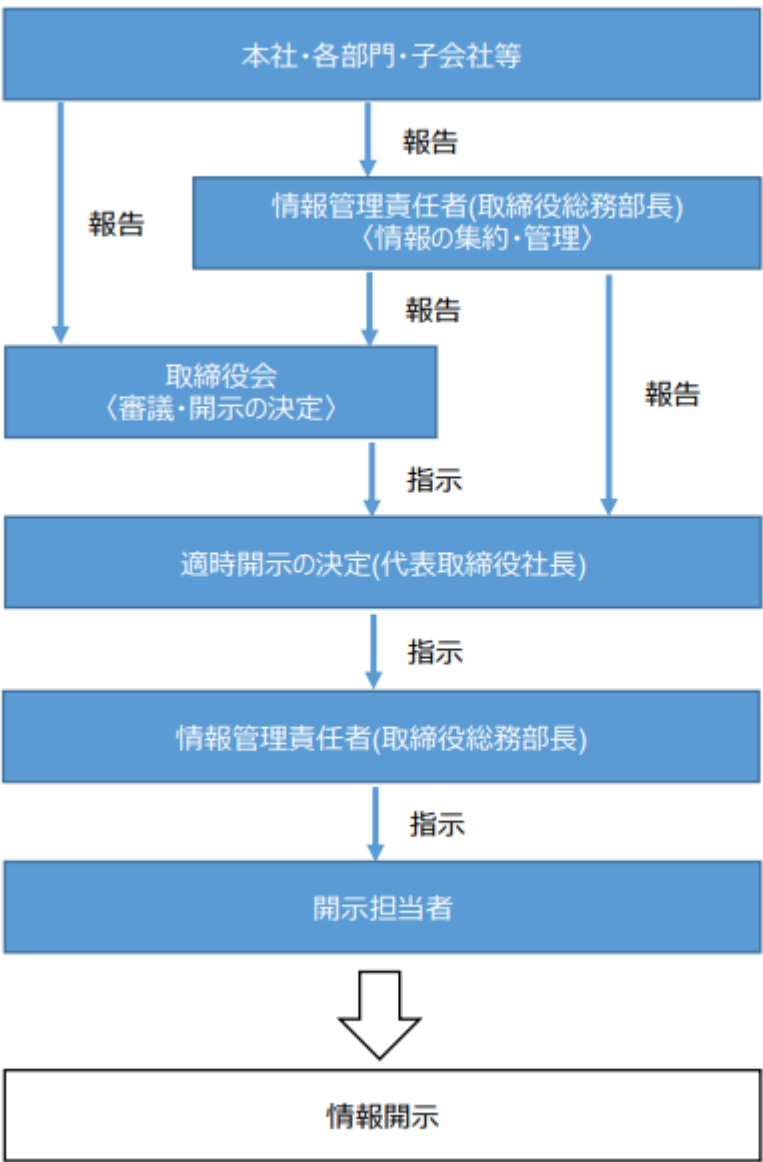 本社・各部門・子会社等
報告
報告
情報管理責任者(取締役総務部長)
〈情報の集約・管理〉
報告
取締役会
〈審議・開示の決定〉
報告
指示
適時開示の決定(代表取締役社長)
指示
情報管理責任者(取締役総務部長)
指示
開示担当者
情報開示